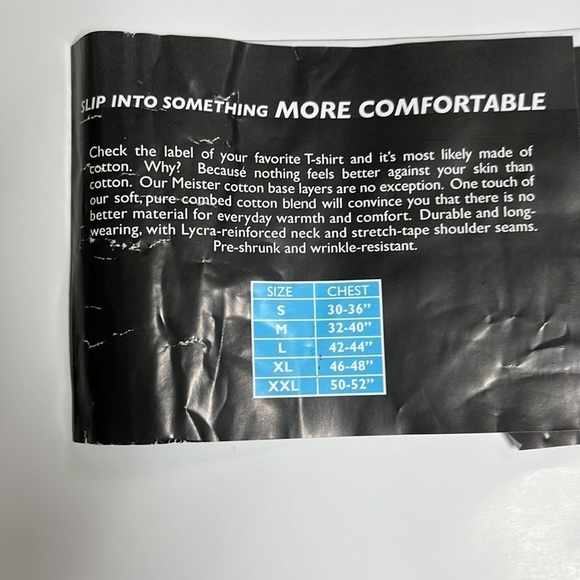 SLIP INTO SOMETHING MORE COMFORTABLE
Check the label of your favorite T-shirt and it's most likely made of
cotton. Why? Because nothing feels better against your skin than
cotton. Our Meister cotton base layers are no exception. One touch of
our soft, pure combed cotton blend will convince you that there is no
better material for everyday warmth and comfort. Durable and long-
wearing, with Lycra-reinforced neck and stretch-tape shoulder seams.
Pre-shrunk and wrinkle-resistant.
SIZE CHEST
S 30-36”
M 32-40”
L 42-44”
XL 46-48”
XXL 50-52”